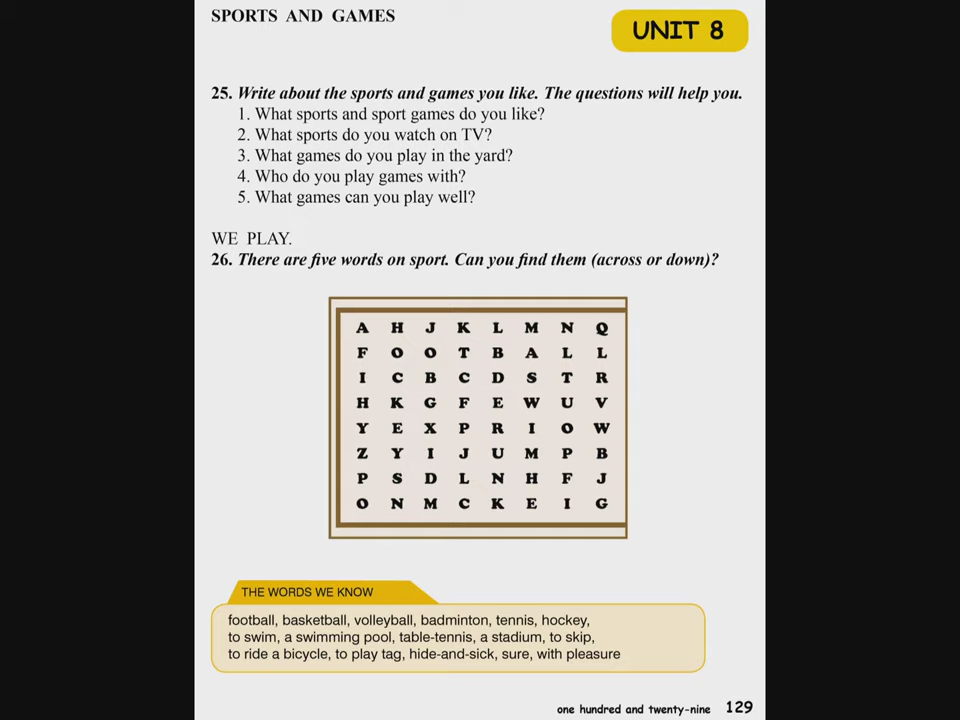 SPORTS AND GAMES
UNIT 8
25. Write about the sports and games you like. The questions will help you.
1. What sports and sport games do you like?
2. What sports do you watch on TV?
3. What games do you play in the yard?
4. Who do you play games with?
5. What games can you play well?
WE PLAY.
26. There are five words on sport. Can you find them (across or down)?
A H J K L M N Q
F O O T B A L L
I C B C D S T R
H K G F E W U V
Y E X P R I O W
Z Y I J U M P B
P S D L N H F J
O N M C K E I G
THE WORDS WE KNOW
football, basketball, volleyball, badminton, tennis, hockey,
to swim, a swimming pool, table-tennis, a stadium, to skip,
to ride a bicycle, to play tag, hide-and-sick, sure, with pleasure
one hundred and twenty-nine 129